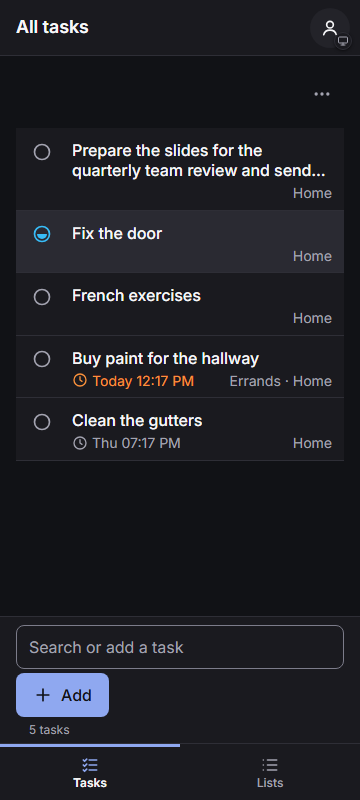 All tasks
Prepare the slides for the
quarterly team review and send...
Home
Fix the door
Home
French exercises
Home
Buy paint for the hallway
Today 12:17 PM
Errands · Home
Clean the gutters
Thu 07:17 PM
Home
Search or add a task
Add
5 tasks
Tasks
Lists